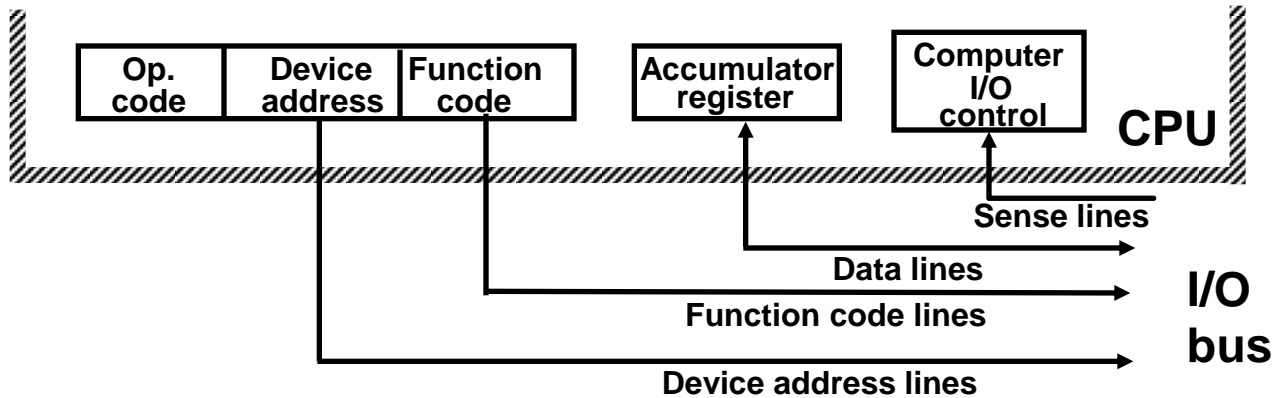 Op.
code
Device
address
Function
code
Accumulator
register
Computer
I/O
control
CPU
Sense lines
Data lines
Function code lines
Device address lines
I/O
bus